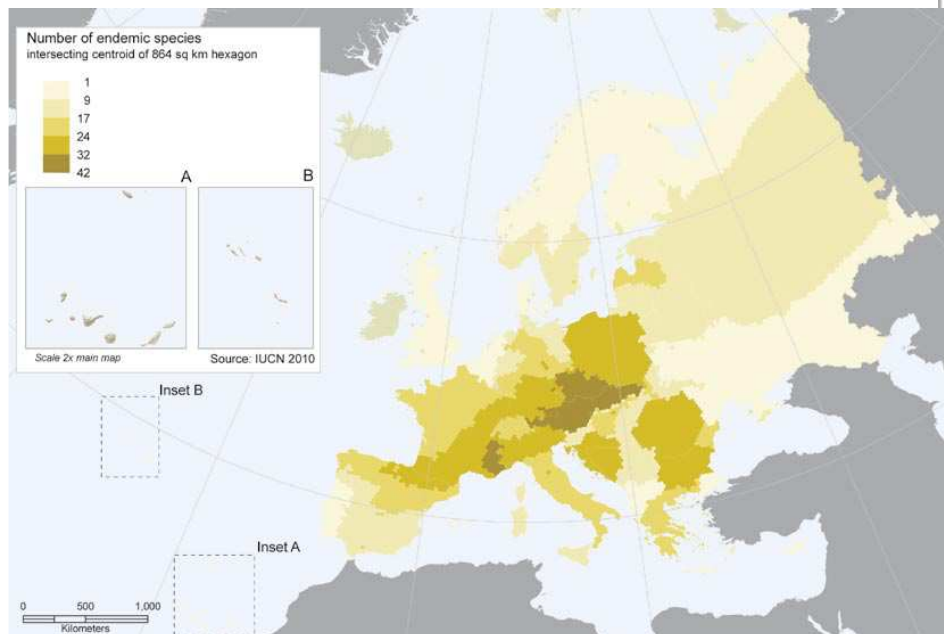 Number of endemic species
intersecting centroid of 864 sq km hexagon
1
9
17
24
32
42
A
B
Scale 2x main map
Source: IUCN 2010
Inset B
Inset A
0 500 1,000
Kilometers